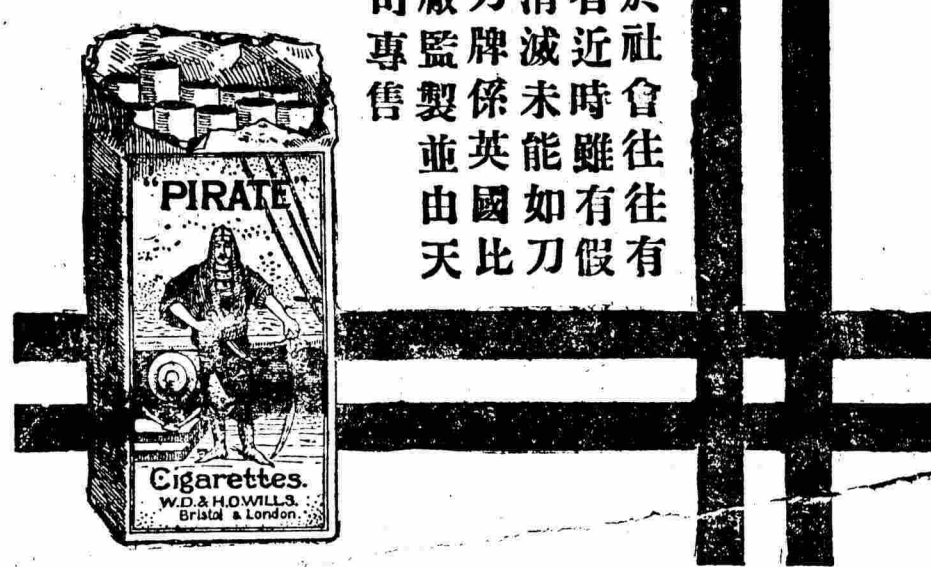 社會往往有
近時雖有假
滅未能如刀
牌係英國比
監製並由天
專售
"PIRATE"
Cigarettes.
W.D. & H.O. WILLS.
Bristol & London.